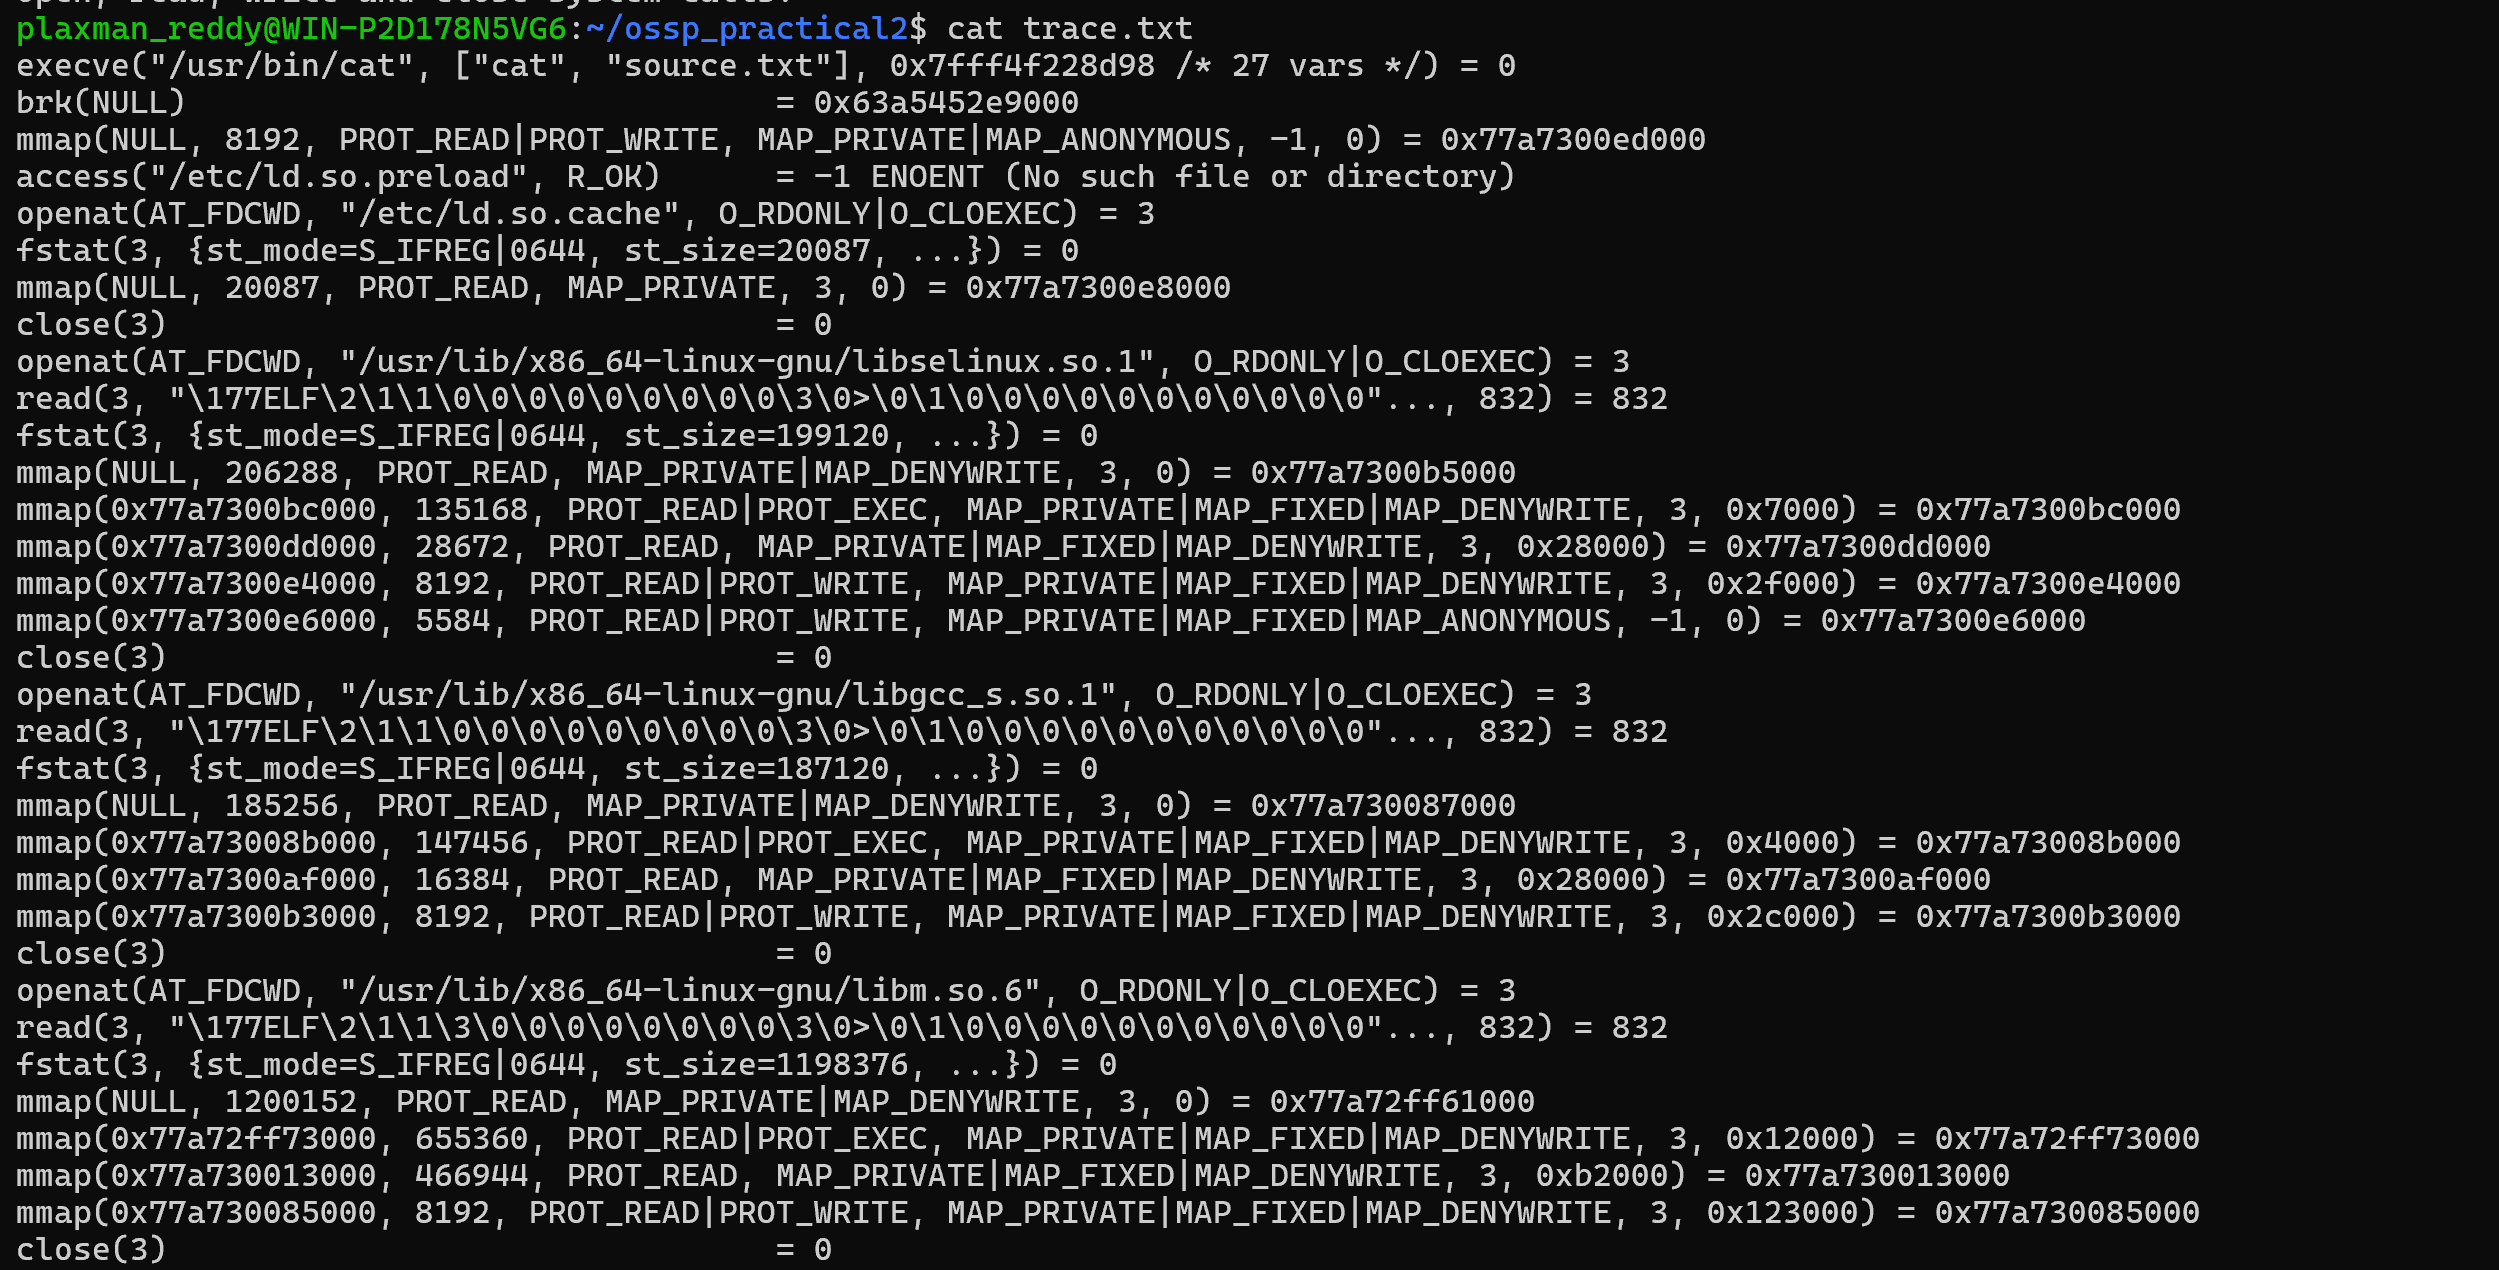 open, read, write and close system calls.
plaxman_reddy@WIN-P2D178N5VG6:~/ossp_practical2$ cat trace.txt
execve("/usr/bin/cat", ["cat", "source.txt"], 0x7fff4f228d98 /* 27 vars */) = 0
brk(NULL)                               = 0x63a5452e9000
mmap(NULL, 8192, PROT_READ|PROT_WRITE, MAP_PRIVATE|MAP_ANONYMOUS, -1, 0) = 0x77a7300ed000
access("/etc/ld.so.preload", R_OK)      = -1 ENOENT (No such file or directory)
openat(AT_FDCWD, "/etc/ld.so.cache", O_RDONLY|O_CLOEXEC) = 3
fstat(3, {st_mode=S_IFREG|0644, st_size=20087, ...}) = 0
mmap(NULL, 20087, PROT_READ, MAP_PRIVATE, 3, 0) = 0x77a7300e8000
close(3)                                = 0
openat(AT_FDCWD, "/usr/lib/x86_64-linux-gnu/libselinux.so.1", O_RDONLY|O_CLOEXEC) = 3
read(3, "\177ELF\2\1\1\0\0\0\0\0\0\0\0\0\3\0>\0\1\0\0\0\0\0\0\0\0\0\0\0"..., 832) = 832
fstat(3, {st_mode=S_IFREG|0644, st_size=199120, ...}) = 0
mmap(NULL, 206288, PROT_READ, MAP_PRIVATE|MAP_DENYWRITE, 3, 0) = 0x77a7300b5000
mmap(0x77a7300bc000, 135168, PROT_READ|PROT_EXEC, MAP_PRIVATE|MAP_FIXED|MAP_DENYWRITE, 3, 0x7000) = 0x77a7300bc000
mmap(0x77a7300dd000, 28672, PROT_READ, MAP_PRIVATE|MAP_FIXED|MAP_DENYWRITE, 3, 0x28000) = 0x77a7300dd000
mmap(0x77a7300e4000, 8192, PROT_READ|PROT_WRITE, MAP_PRIVATE|MAP_FIXED|MAP_DENYWRITE, 3, 0x2f000) = 0x77a7300e4000
mmap(0x77a7300e6000, 5584, PROT_READ|PROT_WRITE, MAP_PRIVATE|MAP_FIXED|MAP_ANONYMOUS, -1, 0) = 0x77a7300e6000
close(3)                                = 0
openat(AT_FDCWD, "/usr/lib/x86_64-linux-gnu/libgcc_s.so.1", O_RDONLY|O_CLOEXEC) = 3
read(3, "\177ELF\2\1\1\0\0\0\0\0\0\0\0\0\3\0>\0\1\0\0\0\0\0\0\0\0\0\0\0"..., 832) = 832
fstat(3, {st_mode=S_IFREG|0644, st_size=187120, ...}) = 0
mmap(NULL, 185256, PROT_READ, MAP_PRIVATE|MAP_DENYWRITE, 3, 0) = 0x77a730087000
mmap(0x77a73008b000, 147456, PROT_READ|PROT_EXEC, MAP_PRIVATE|MAP_FIXED|MAP_DENYWRITE, 3, 0x4000) = 0x77a73008b000
mmap(0x77a7300af000, 16384, PROT_READ, MAP_PRIVATE|MAP_FIXED|MAP_DENYWRITE, 3, 0x28000) = 0x77a7300af000
mmap(0x77a7300b3000, 8192, PROT_READ|PROT_WRITE, MAP_PRIVATE|MAP_FIXED|MAP_DENYWRITE, 3, 0x2c000) = 0x77a7300b3000
close(3)                                = 0
openat(AT_FDCWD, "/usr/lib/x86_64-linux-gnu/libm.so.6", O_RDONLY|O_CLOEXEC) = 3
read(3, "\177ELF\2\1\1\3\0\0\0\0\0\0\0\0\3\0>\0\1\0\0\0\0\0\0\0\0\0\0\0"..., 832) = 832
fstat(3, {st_mode=S_IFREG|0644, st_size=1198376, ...}) = 0
mmap(NULL, 1200152, PROT_READ, MAP_PRIVATE|MAP_DENYWRITE, 3, 0) = 0x77a72ff61000
mmap(0x77a72ff73000, 655360, PROT_READ|PROT_EXEC, MAP_PRIVATE|MAP_FIXED|MAP_DENYWRITE, 3, 0x12000) = 0x77a72ff73000
mmap(0x77a730013000, 466944, PROT_READ, MAP_PRIVATE|MAP_FIXED|MAP_DENYWRITE, 3, 0xb2000) = 0x77a730013000
mmap(0x77a730085000, 8192, PROT_READ|PROT_WRITE, MAP_PRIVATE|MAP_FIXED|MAP_DENYWRITE, 3, 0x123000) = 0x77a730085000
close(3)                                = 0